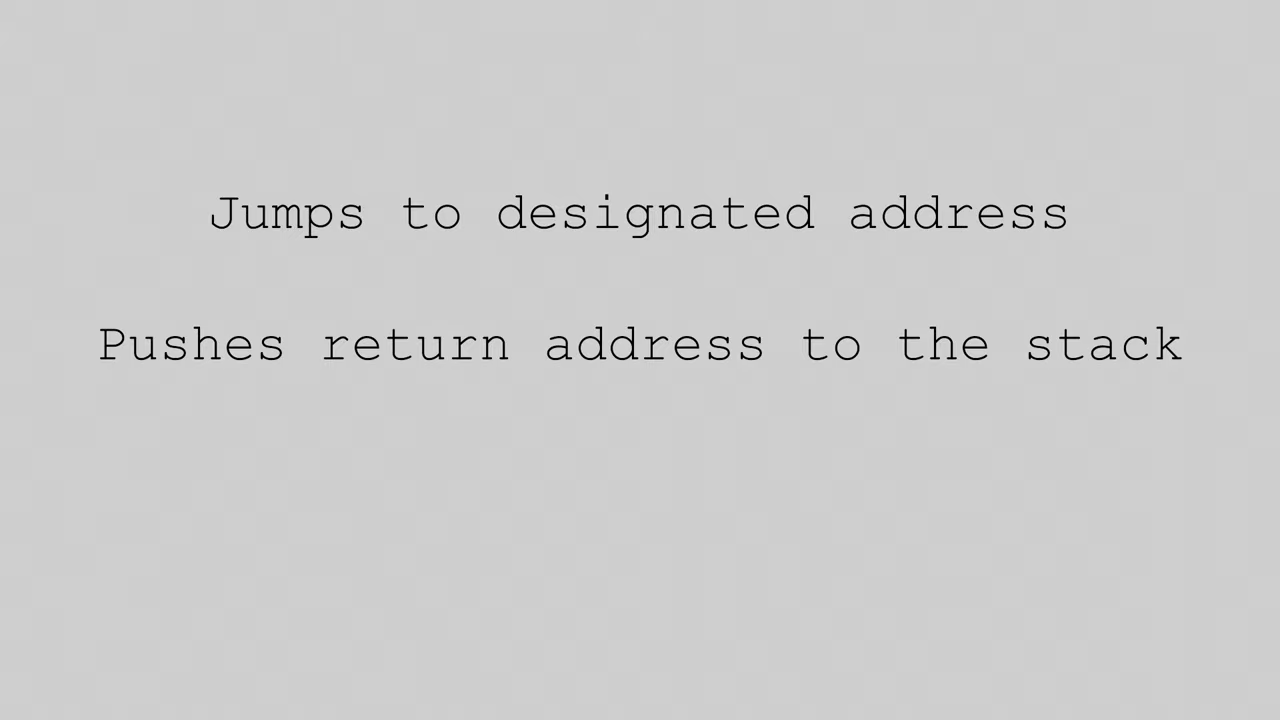 Jumps to designated address
Pushes return address to the stack